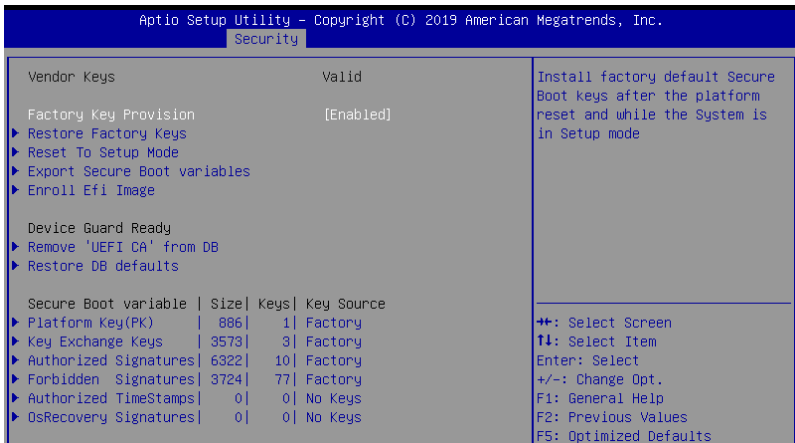 Aptio Setup Utility – Copyright (C) 2019 American Megatrends, Inc.
Security
Vendor Keys Valid
Factory Key Provision [Enabled]
▶ Restore Factory Keys
▶ Reset To Setup Mode
▶ Export Secure Boot variables
▶ Enroll Efi Image
Device Guard Ready
▶ Remove 'UEFI CA' from DB
▶ Restore DB defaults
Secure Boot variable | Size| Keys| Key Source
▶ Platform Key(PK) | 886| 1| Factory
▶ Key Exchange Keys | 3573| 3| Factory
▶ Authorized Signatures| 6322| 10| Factory
▶ Forbidden Signatures| 3724| 77| Factory
▶ Authorized TimeStamps| 0| 0| No Keys
▶ OsRecovery Signatures| 0| 0| No Keys
Install factory default Secure
Boot keys after the platform
reset and while the System is
in Setup mode
→←: Select Screen
↑↓: Select Item
Enter: Select
+/-: Change Opt.
F1: General Help
F2: Previous Values
F5: Optimized Defaults